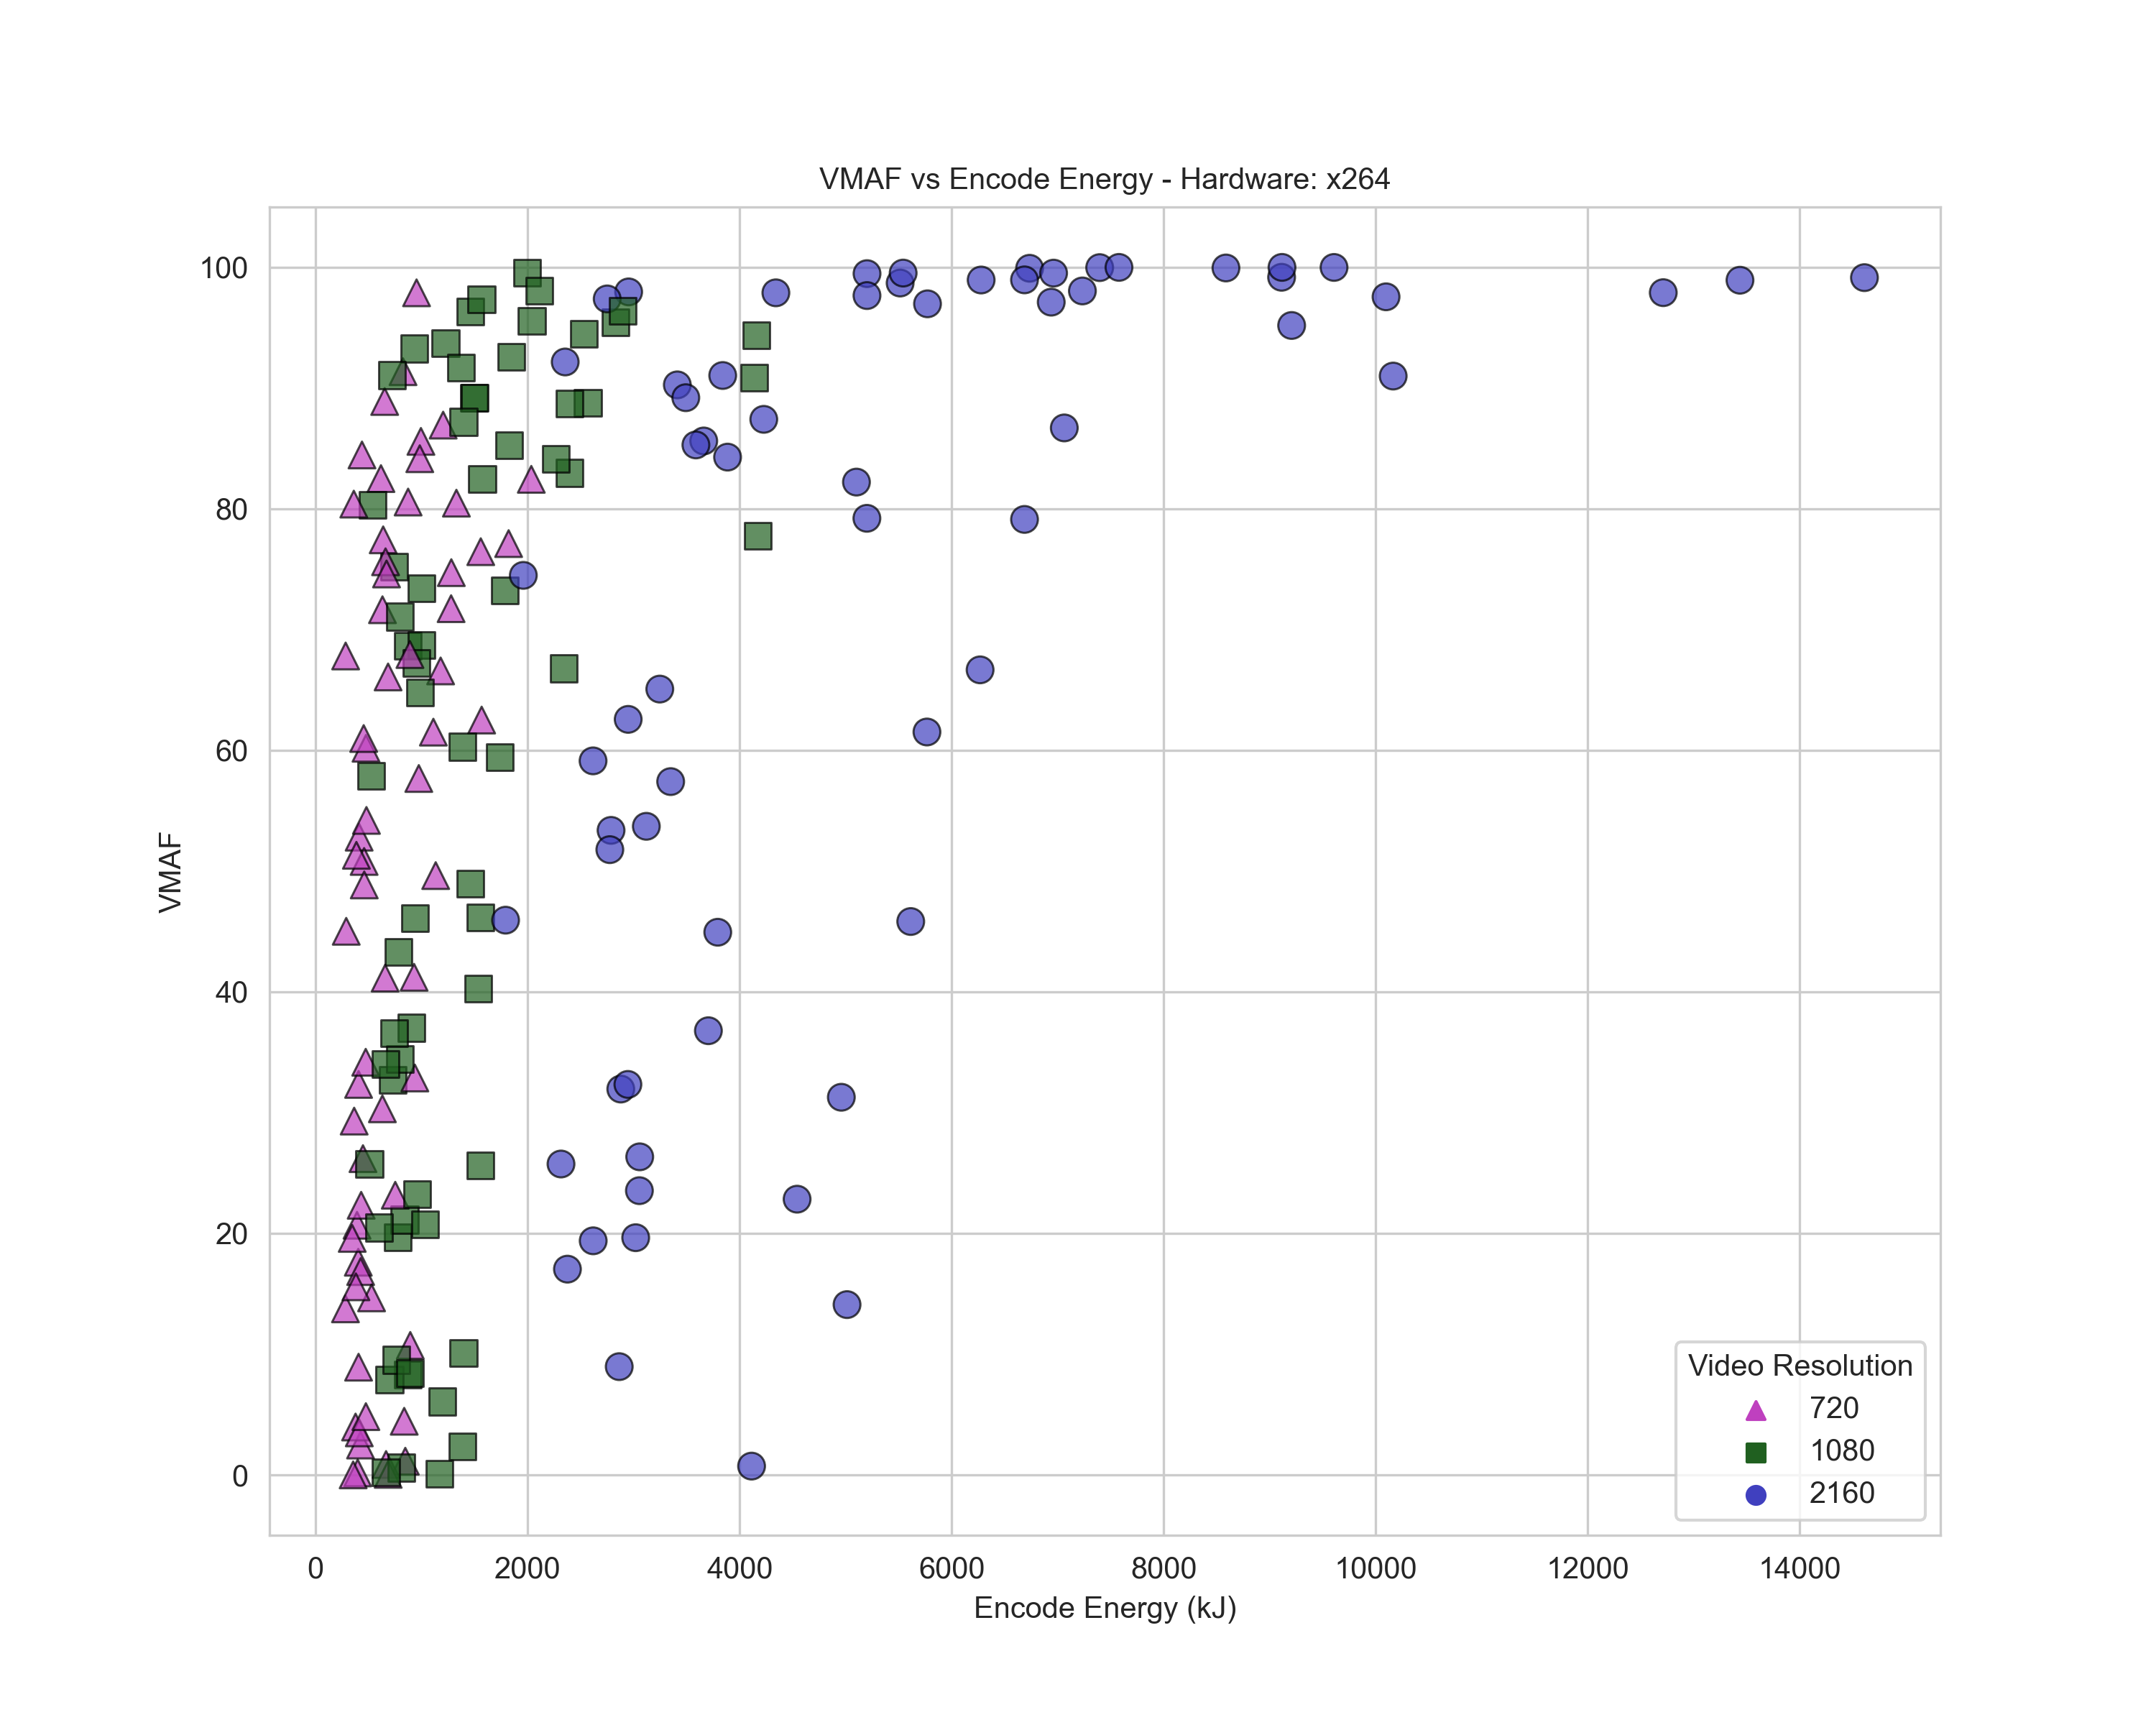 VMAF vs Encode Energy - Hardware: x264
100
80
60
40
20
0
VMAF
0 2000 4000 6000 8000 10000 12000 14000
Encode Energy (kJ)
Video Resolution
720
1080
2160